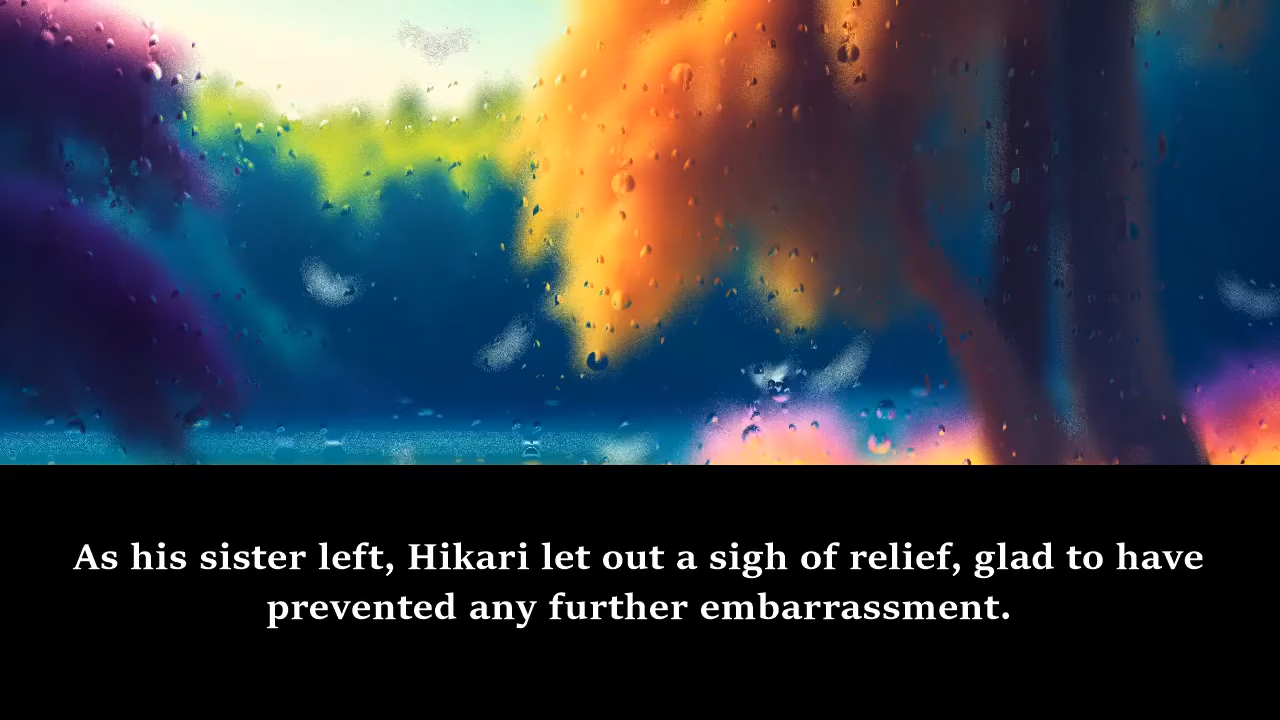 As his sister left, Hikari let out a sigh of relief, glad to have
prevented any further embarrassment.